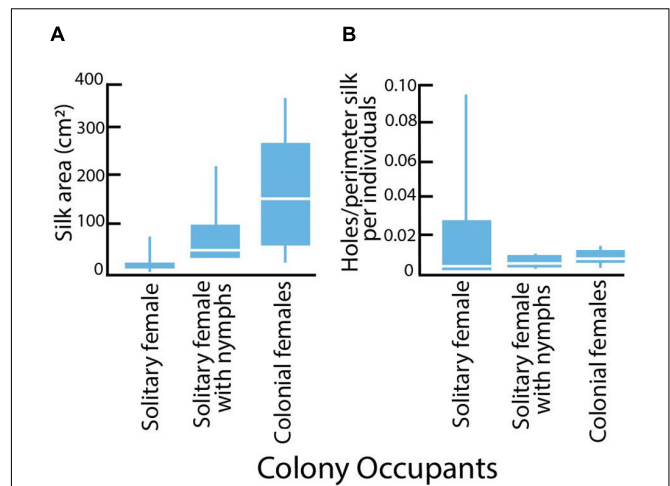 A
B
400
300
200
100
0
Silk area (cm²)
Solitary female
Solitary female
with nymphs
Colonial females
0.10
0.08
0.06
0.04
0.02
0
Holes/perimeter silk
per individuals
Solitary female
Solitary female
with nymphs
Colonial females
Colony Occupants